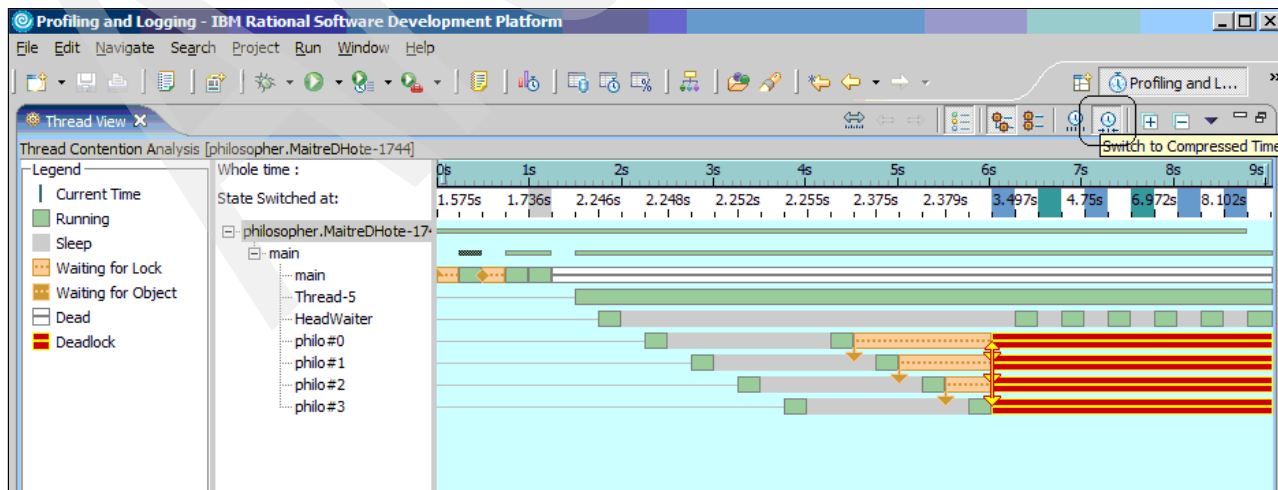 Profiling and Logging - IBM Rational Software Development Platform
File Edit Navigate Search Project Run Window Help
Profiling and L...
Thread View
Switch to Compressed Time
Thread Contention Analysis [philosopher.MaitreDHote-1744]
Legend
Current Time
Running
Sleep
Waiting for Lock
Waiting for Object
Dead
Deadlock
Whole time :
0s 1s 2s 3s 4s 5s 6s 7s 8s 9s
State Switched at:
1.575s 1.736s 2.246s 2.248s 2.252s 2.255s 2.375s 2.379s 3.497s 4.75s 6.972s 8.102s
philosopher.MaitreDHote-17
main
main
Thread-5
HeadWaiter
philo#0
philo#1
philo#2
philo#3